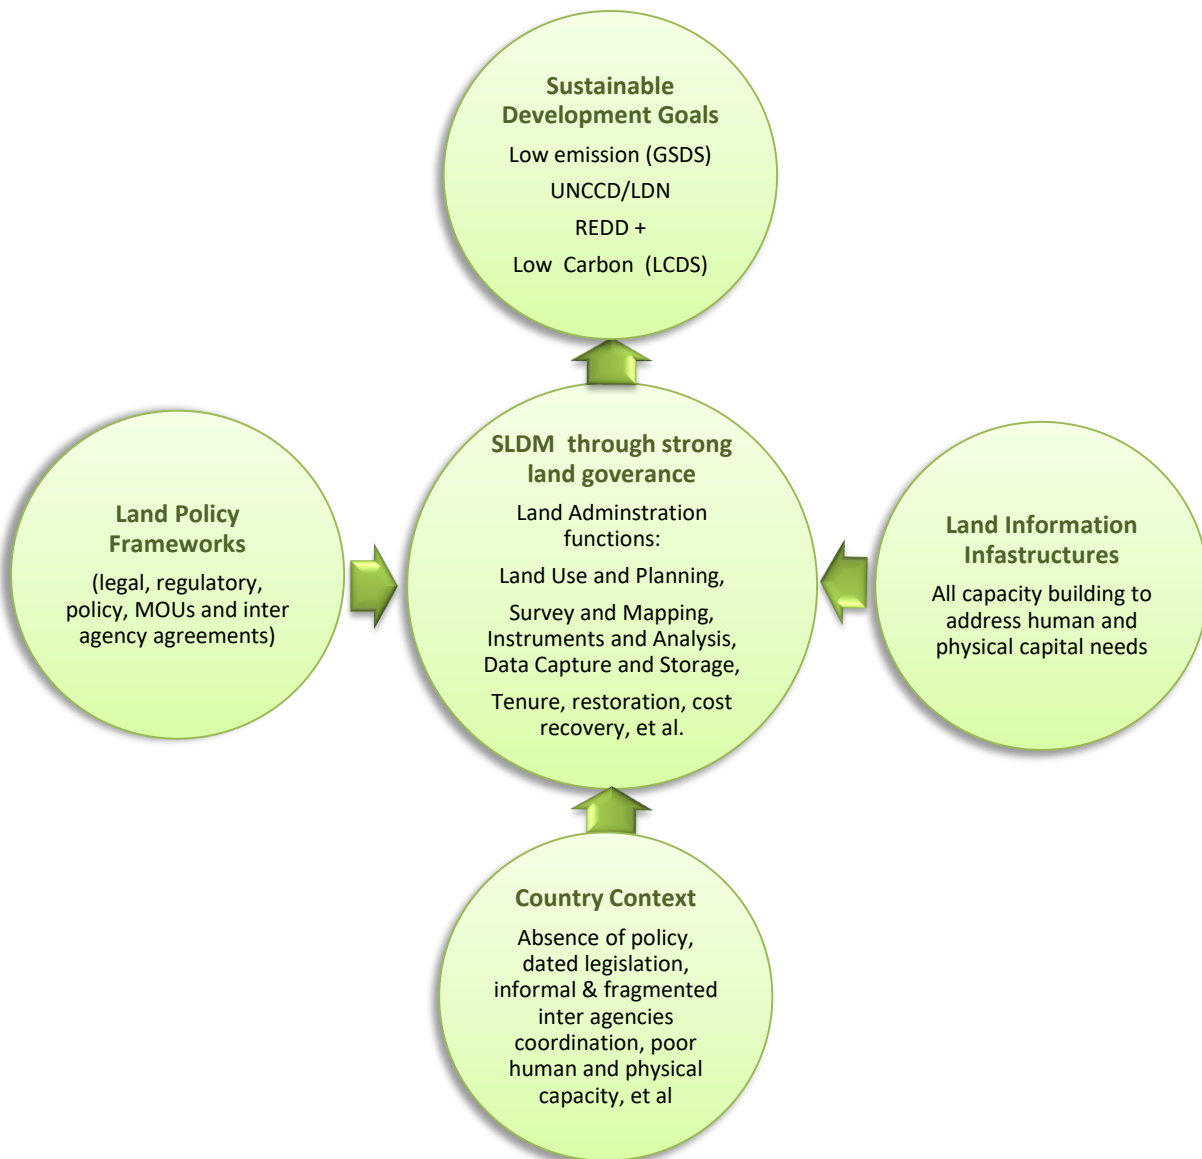 Sustainable
Development Goals
Low emission (GSDS)
UNCCD/LDN
REDD +
Low Carbon (LCDS)
SLDM through strong
land goverance
Land Adminstration
functions:
Land Use and Planning,
Survey and Mapping,
Instruments and Analysis,
Data Capture and Storage,
Tenure, restoration, cost
recovery, et al.
Land Policy
Frameworks
(legal, regulatory,
policy, MOUs and inter
agency agreements)
Land Information
Infastructures
All capacity building to
address human and
physical capital needs
Country Context
Absence of policy,
dated legislation,
informal & fragmented
inter agencies
coordination, poor
human and physical
capacity, et al